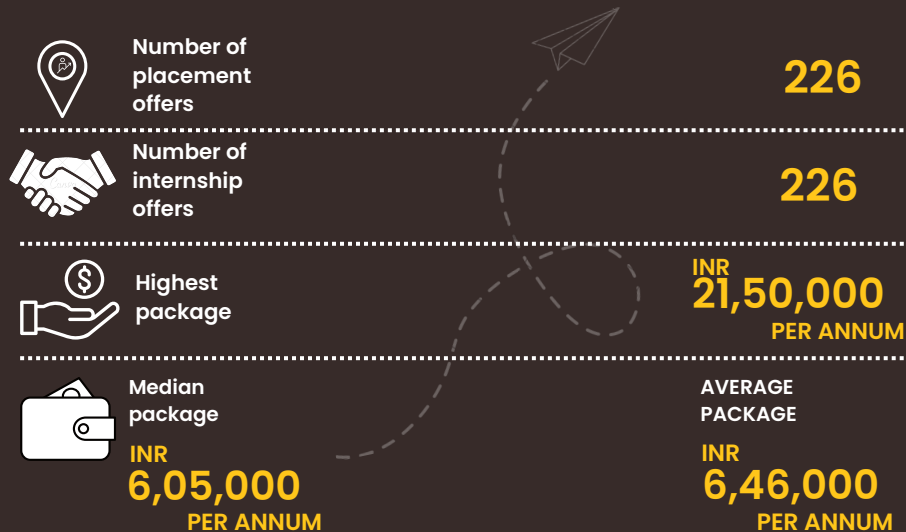 Number of
placement
offers
226
Number of
internship
offers
226
Highest
package
INR
21,50,000
PER ANNUM
Median
package
INR
6,05,000
PER ANNUM
AVERAGE
PACKAGE
INR
6,46,000
PER ANNUM
$